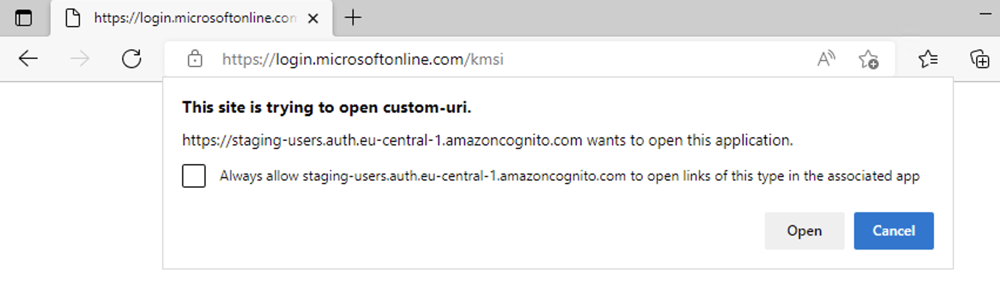 https://login.microsoftonline.com
https://login.microsoftonline.com/kmsi
This site is trying to open custom-uri.
https://staging-users.auth.eu-central-1.amazoncognito.com wants to open this application.
Always allow staging-users.auth.eu-central-1.amazoncognito.com to open links of this type in the associated app
Open Cancel